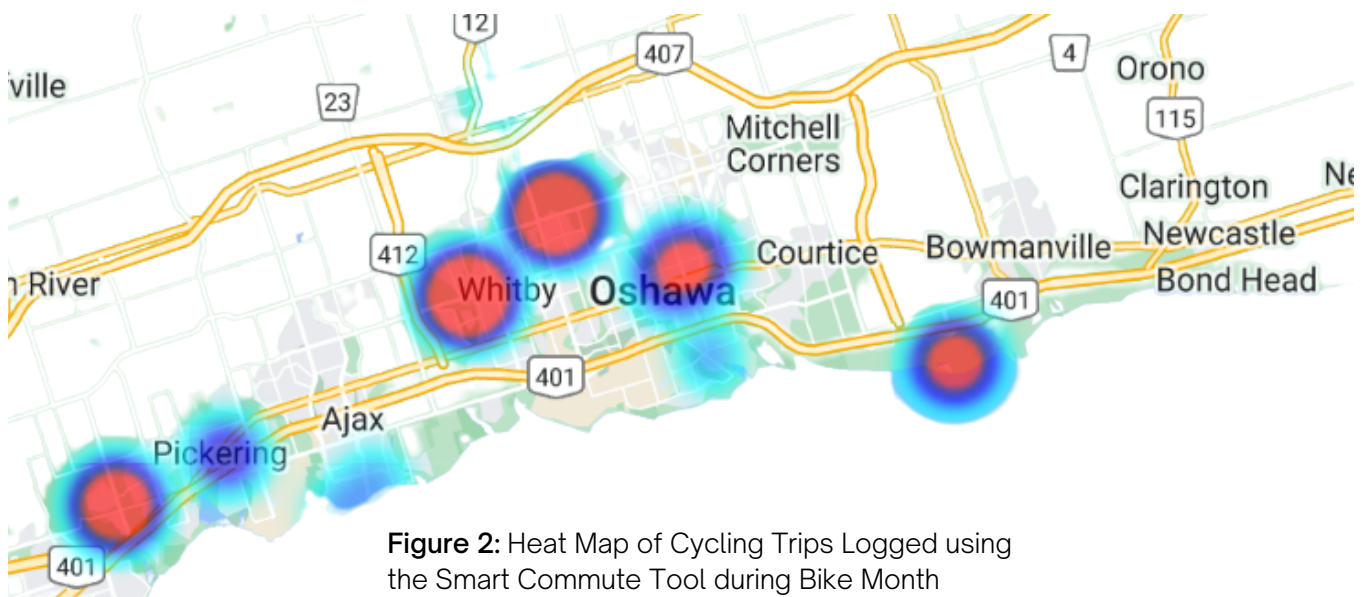 12
407
4
Orono
ville
23
115
Mitchell
Corners
Clarington
Ne
412
Courtice
Bowmanville
Newcastle
River
Whitby
Oshawa
401
Bond Head
401
Ajax
Pickering
401
Figure 2: Heat Map of Cycling Trips Logged using
the Smart Commute Tool during Bike Month